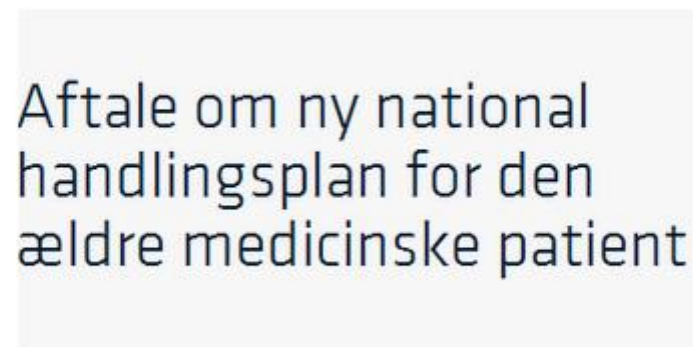 Aftale om ny national
handlingsplan for den
ældre medicinske patient